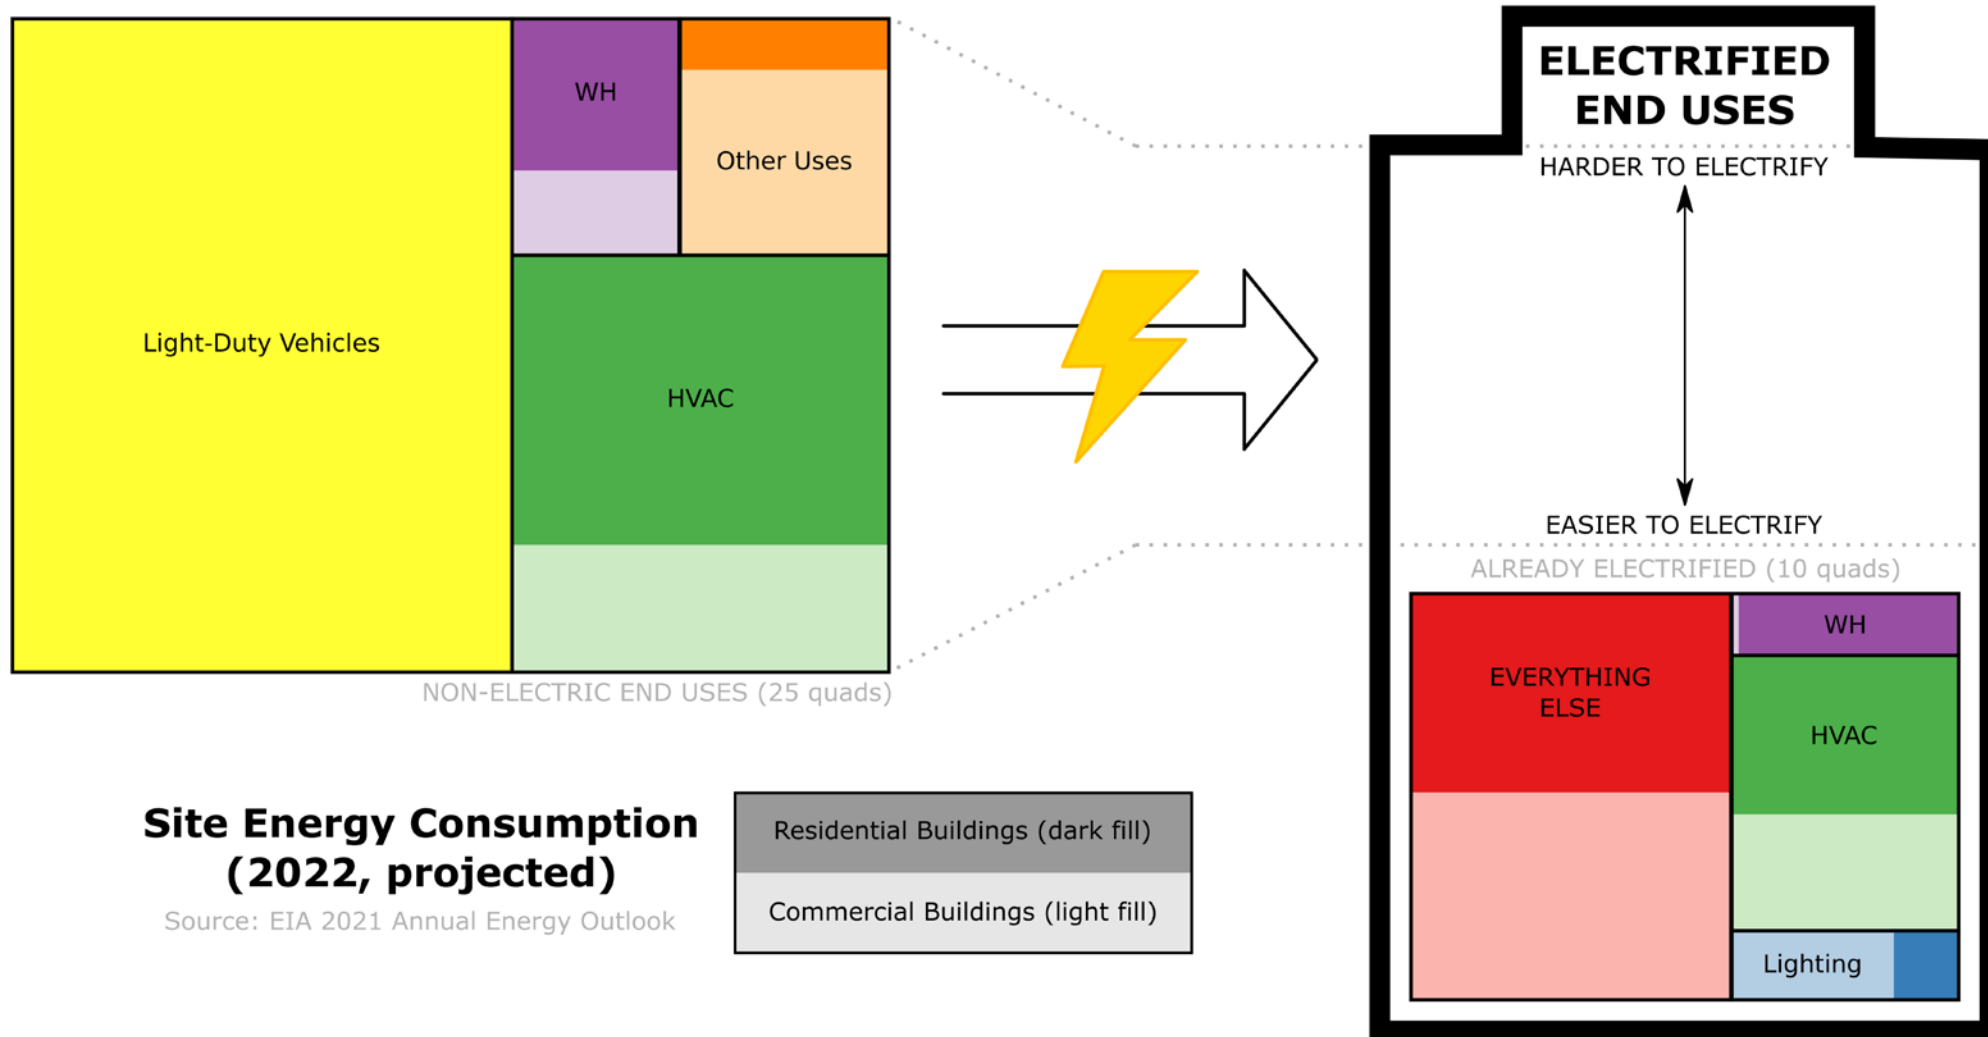 WH
Other Uses
Light-Duty Vehicles
HVAC
NON-ELECTRIC END USES (25 quads)
ELECTRIFIED
END USES
HARDER TO ELECTRIFY
EASIER TO ELECTRIFY
ALREADY ELECTRIFIED (10 quads)
WH
EVERYTHING
ELSE
HVAC
Lighting
Site Energy Consumption
(2022, projected)
Source: EIA 2021 Annual Energy Outlook
Residential Buildings (dark fill)
Commercial Buildings (light fill)